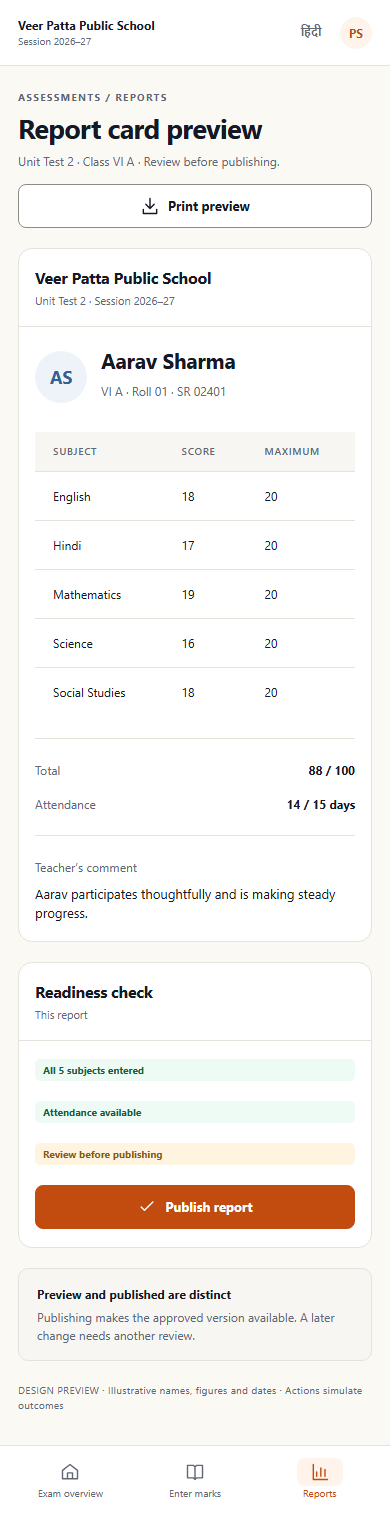 Veer Patta Public School
Session 2026–27
हिंदी
PS
ASSESSMENTS / REPORTS
Report card preview
Unit Test 2 · Class VI A · Review before publishing.
Print preview
Veer Patta Public School
Unit Test 2 · Session 2026–27
AS
Aarav Sharma
VI A · Roll 01 · SR 02401
SUBJECT SCORE MAXIMUM
English 18 20
Hindi 17 20
Mathematics 19 20
Science 16 20
Social Studies 18 20
Total 88 / 100
Attendance 14 / 15 days
Teacher’s comment
Aarav participates thoughtfully and is making steady
progress.
Readiness check
This report
All 5 subjects entered
Attendance available
Review before publishing
Publish report
Preview and published are distinct
Publishing makes the approved version available. A later
change needs another review.
DESIGN PREVIEW · Illustrative names, figures and dates · Actions simulate
outcomes
Exam overview Enter marks Reports